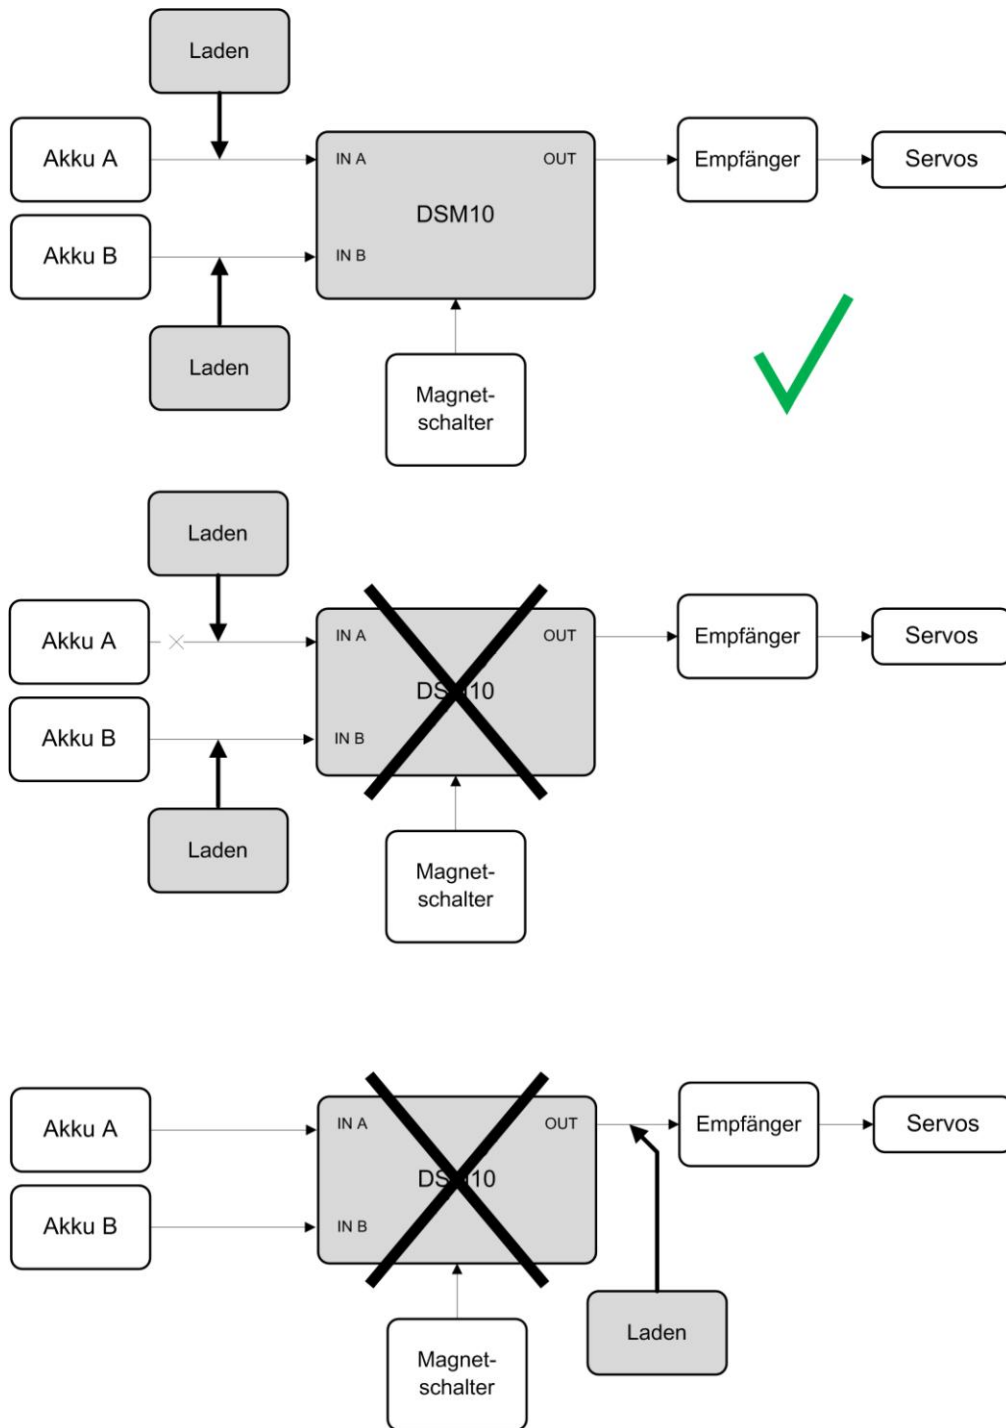 Laden
Akku A
IN A
OUT
Empfänger
Servos
DSM10
Akku B
IN B
Laden
Magnet-
schalter
Laden
Akku A
IN A
OUT
Empfänger
Servos
Akku B
IN B
Laden
Magnet-
schalter
Akku A
IN A
OUT
Empfänger
Servos
Akku B
IN B
Laden
Magnet-
schalter